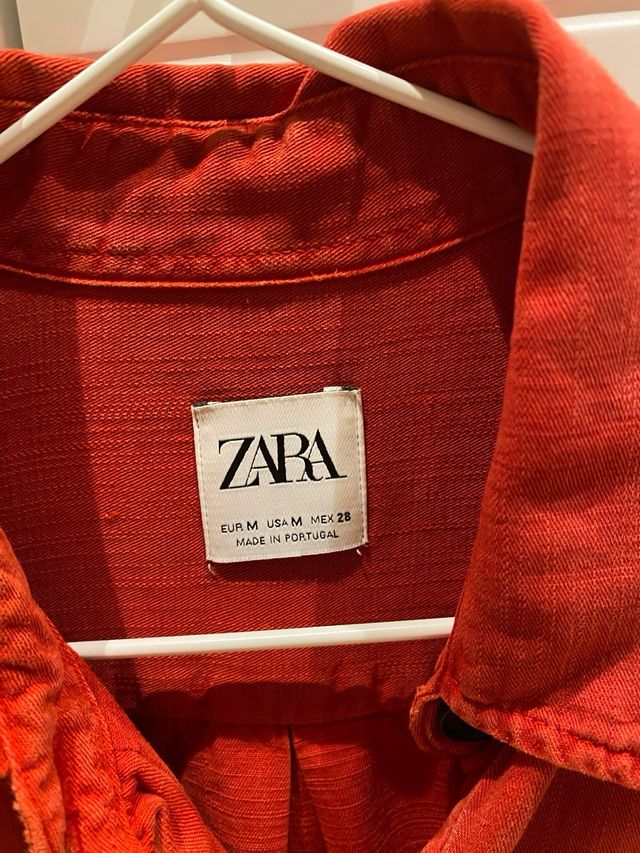 ZARA
EUR M USA M MEX 28
MADE IN PORTUGAL